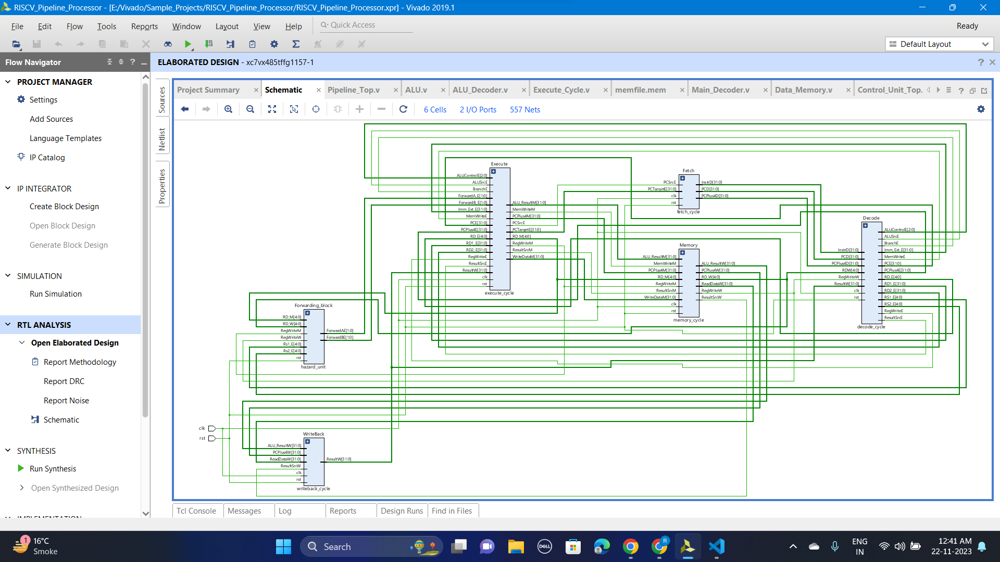 RISCV_Pipeline_Processor - [E:/Vivado/Sample_Projects/RISCV_Pipeline_Processor/RISCV_Pipeline_Processor.xpr] - Vivado 2019.1
File Edit Flow Tools Reports Window Layout View Help Quick Access Ready
Default Layout
Flow Navigator
ELABORATED DESIGN - xc7vx485tffg1157-1
PROJECT MANAGER
Settings
Add Sources
Language Templates
IP Catalog
IP INTEGRATOR
Create Block Design
Open Block Design
Generate Block Design
SIMULATION
Run Simulation
RTL ANALYSIS
Open Elaborated Design
Report Methodology
Report DRC
Report Noise
Schematic
SYNTHESIS
Run Synthesis
Open Synthesized Design
IMPLEMENTATION
Sources
Netlist
Properties
Project Summary Schematic Pipeline_Top.v ALU.v ALU_Decoder.v Execute_Cycle.v memfile.mem Main_Decoder.v Data_Memory.v Control_Unit_Top.
6 Cells 2 I/O Ports 557 Nets
Execute
ALUControlE[2:0]
ALUSrcE
BranchE
ForwardA_E[1:0]
ForwardB_E[1:0]
Imm_Ext_E[31:0]
MemWriteE
PCE[31:0]
PCPlus4E[31:0]
RD_E[4:0]
RD1_E[31:0]
RD2_E[31:0]
RegWriteE
ResultSrcE
ResultW[31:0]
clk
rst
ALU_ResultM[31:0]
MemWriteM
PCPlus4M[31:0]
PCSrcE
PCTargetE[31:0]
RD_M[4:0]
RegWriteM
ResultSrcM
WriteDataM[31:0]
execute_cycle
Fetch
PCSrcE
PCTargetE[31:0]
clk
rst
InstrD[31:0]
PCD[31:0]
PCPlus4D[31:0]
fetch_cycle
Memory
ALU_ResultM[31:0]
MemWriteM
PCPlus4M[31:0]
RD_M[4:0]
RegWriteM
ResultSrcM
WriteDataM[31:0]
clk
rst
ALU_ResultW[31:0]
PCPlus4W[31:0]
RD_W[4:0]
ReadDataW[31:0]
RegWriteW
ResultSrcW
memory_cycle
Decode
InstrD[31:0]
PCD[31:0]
PCPlus4D[31:0]
RDW[4:0]
RegWriteW
ResultW[31:0]
clk
rst
ALUControlE[2:0]
ALUSrcE
BranchE
Imm_Ext_E[31:0]
MemWriteE
PCE[31:0]
PCPlus4E[31:0]
RD_E[4:0]
RD1_E[31:0]
RD2_E[31:0]
RS1_E[4:0]
RS2_E[4:0]
RegWriteE
ResultSrcE
decode_cycle
Forwarding_block
RD_M[4:0]
RD_W[4:0]
RegWriteM
RegWriteW
Rs1_E[4:0]
Rs2_E[4:0]
rst
ForwardAE[1:0]
ForwardBE[1:0]
hazard_unit
clk
rst
WriteBack
ALU_ResultW[31:0]
PCPlus4W[31:0]
ReadDataW[31:0]
ResultSrcW
clk
rst
ResultW[31:0]
writeback_cycle
Tcl Console Messages Log Reports Design Runs Find in Files
1
16°C
Smoke
Search
DELL
R
ENG
IN
12:41 AM
22-11-2023